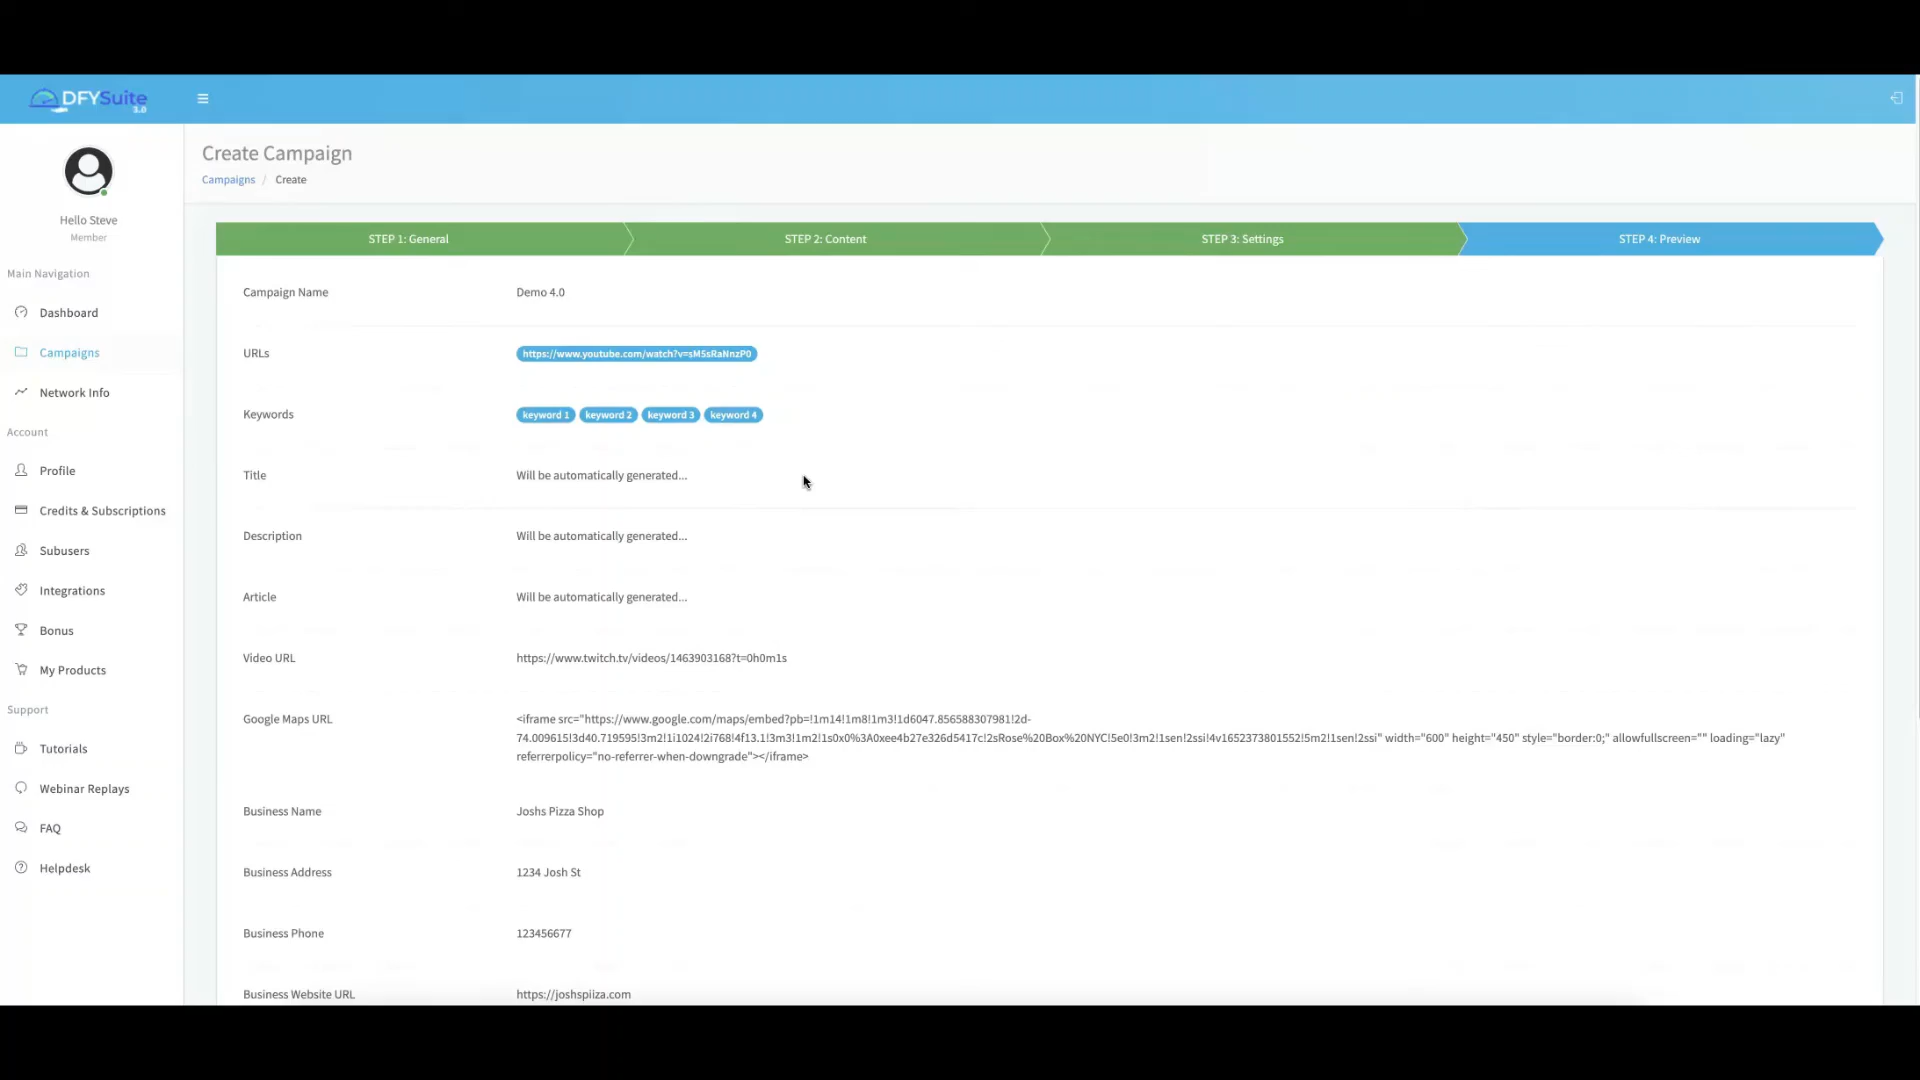 DFYSuite
3.0
Create Campaign
Campaigns / Create
Hello Steve
Member
Main Navigation
Dashboard
Campaigns
Network Info
Account
Profile
Credits & Subscriptions
Subusers
Integrations
Bonus
My Products
Support
Tutorials
Webinar Replays
FAQ
Helpdesk
STEP 1: General
STEP 2: Content
STEP 3: Settings
STEP 4: Preview
Campaign Name
Demo 4.0
URLs
https://www.youtube.com/watch?v=sM5sRaNnzP0
Keywords
keyword 1 keyword 2 keyword 3 keyword 4
Title
Will be automatically generated...
Description
Will be automatically generated...
Article
Will be automatically generated...
Video URL
https://www.twitch.tv/videos/1463903168?t=0h0m1s
Google Maps URL
<iframe src="https://www.google.com/maps/embed?pb=!1m14!1m8!1m3!1d6047.856588307981!2d-
74.009615!3d40.719595!3m2!1i1024!2i768!4f13.1!3m3!1m2!1s0x0%3A0xee4b27e326d5417c!2sRose%20Box%20NYC!5e0!3m2!1sen!2ssi!4v1652373801552!5m2!1sen!2ssi" width="600" height="450" style="border:0;" allowfullscreen="" loading="lazy"
referrerpolicy="no-referrer-when-downgrade"></iframe>
Business Name
Joshs Pizza Shop
Business Address
1234 Josh St
Business Phone
123456677
Business Website URL
https://joshspiiza.com